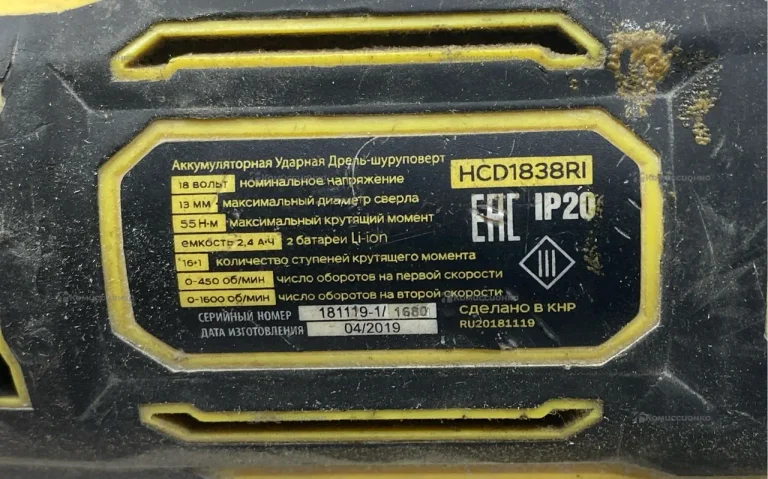 Аккумуляторная Ударная Дрель-шуруповерт
HCD1838RI
18 вольт номинальное напряжение
13 мм максимальный диаметр сверла
55 Н•м максимальный крутящий момент
емкость 2,4 А•Ч 2 батареи Li-ion
16+1 количество ступеней крутящего момента
0-450 об/мин число оборотов на первой скорости
0-1600 об/мин число оборотов на второй скорости
ЕАС IP20
СЕРИЙНЫЙ НОМЕР 181119-1/ 1680
ДАТА ИЗГОТОВЛЕНИЯ 04/2019
СДЕЛАНО В КНР
RU20181119
Комиссионко